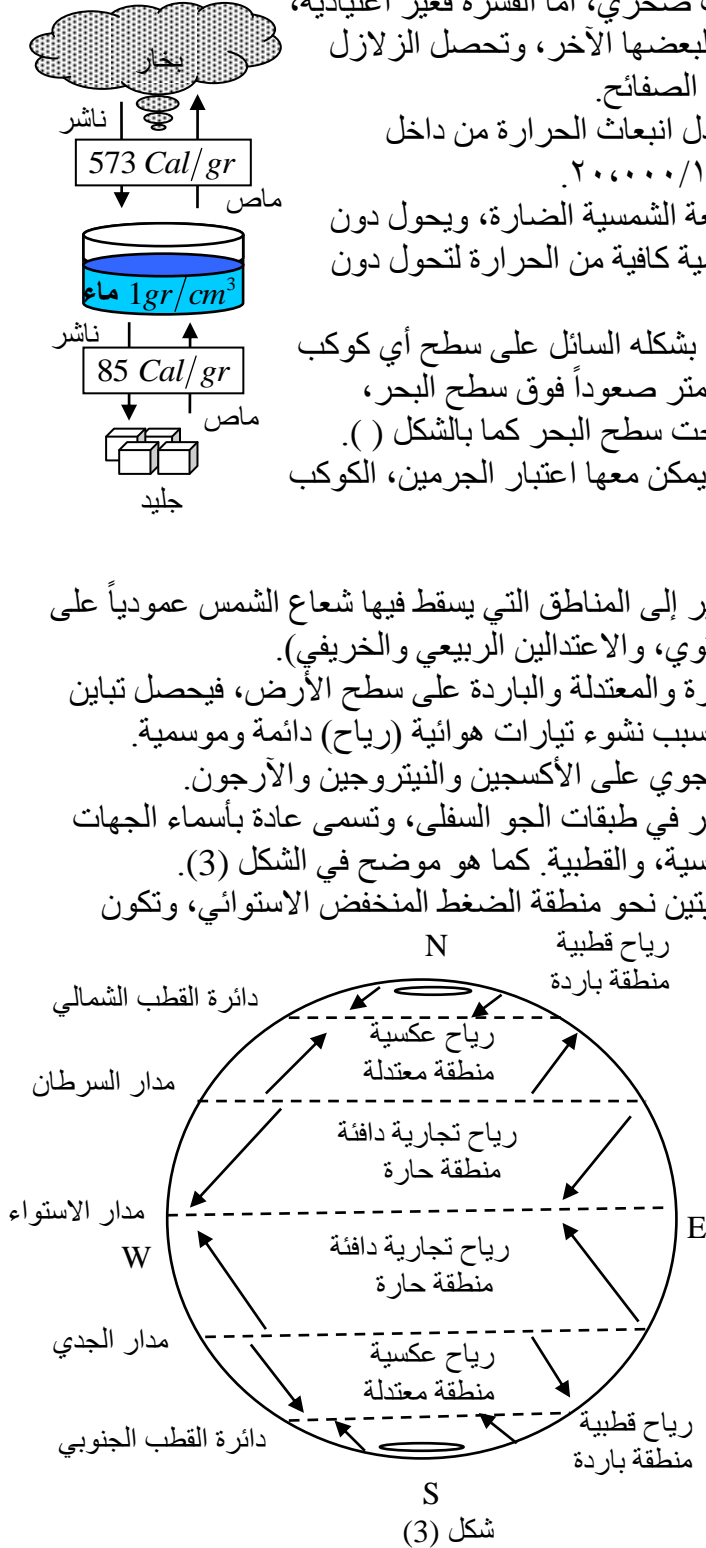 صخري، أما القشرة فغير اعتيادية،
لبعضها الآخر، وتحصل الزلازل
الصفائح.
دل انبعاث الحرارة من داخل
٢٠،٠٠٠/١
عة الشمسية الضارة، ويحول دون
ية كافية من الحرارة لتحول دون
بشكله السائل على سطح أي كوكب
متر صعوداً فوق سطح البحر،
حت سطح البحر كما بالشكل ( ).
يمكن معها اعتبار الجرمين، الكوكب
بخار
ناشر
573 Cal/gr
ماص
ماء 1gr/cm³
ناشر
85 Cal/gr
ماص
جليد
ير إلى المناطق التي يسقط فيها شعاع الشمس عمودياً على
توي، والاعتدالين الربيعي والخريفي).
رة والمعتدلة والباردة على سطح الأرض، فيحصل تباين
سبب نشوء تيارات هوائية (رياح) دائمة وموسمية.
جوي على الأكسجين والنيتروجين والآرجون.
ر في طبقات الجو السفلى، وتسمى عادة بأسماء الجهات
سية، والقطبية. كما هو موضح في الشكل (3).
يتين نحو منطقة الضغط المنخفض الاستوائي، وتكون
N
رياح قطبية
منطقة باردة
دائرة القطب الشمالي
رياح عكسية
منطقة معتدلة
مدار السرطان
رياح تجارية دافئة
منطقة حارة
مدار الاستواء
E
W
رياح تجارية دافئة
منطقة حارة
مدار الجدي
رياح عكسية
منطقة معتدلة
رياح قطبية
منطقة باردة
دائرة القطب الجنوبي
S
شكل (3)